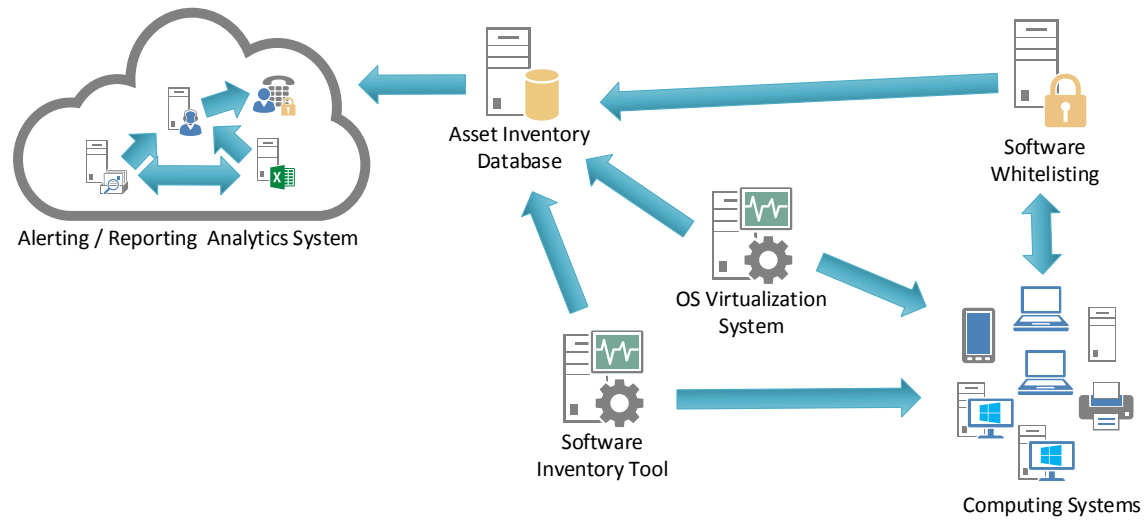 Asset Inventory
Database
Software
Whitelisting
Alerting / Reporting Analytics System
OS Virtualization
System
Software
Inventory Tool
Computing Systems
X